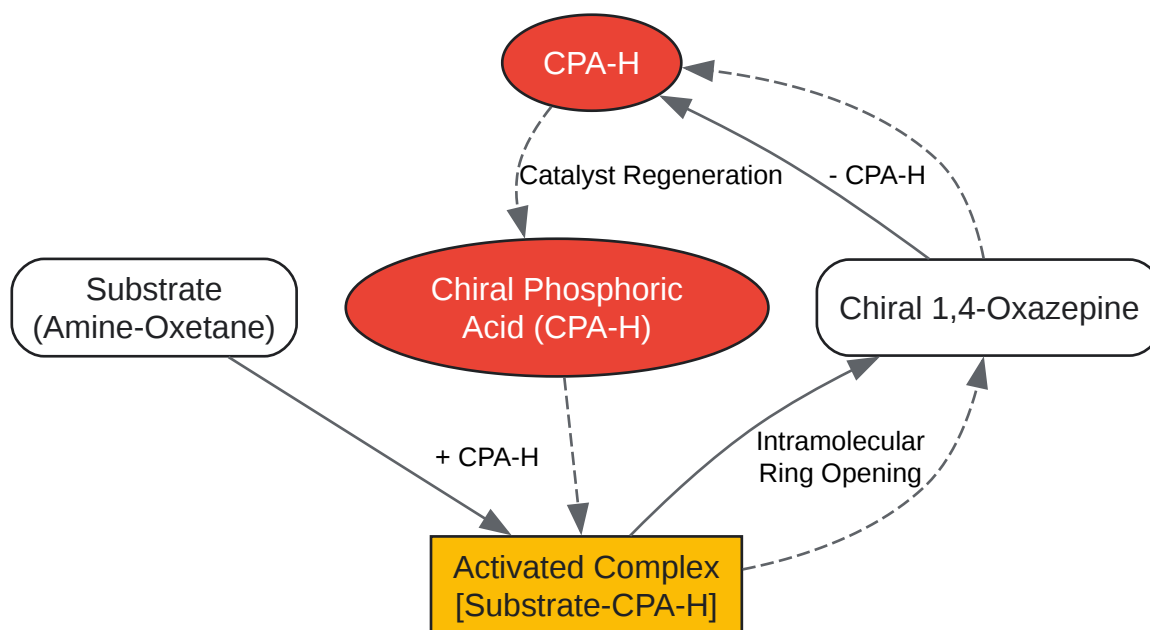 CPA-H
Catalyst Regeneration
- CPA-H
Substrate
(Amine-Oxetane)
Chiral Phosphoric
Acid (CPA-H)
Chiral 1,4-Oxazepine
+ CPA-H
Intramolecular
Ring Opening
Activated Complex
[Substrate-CPA-H]